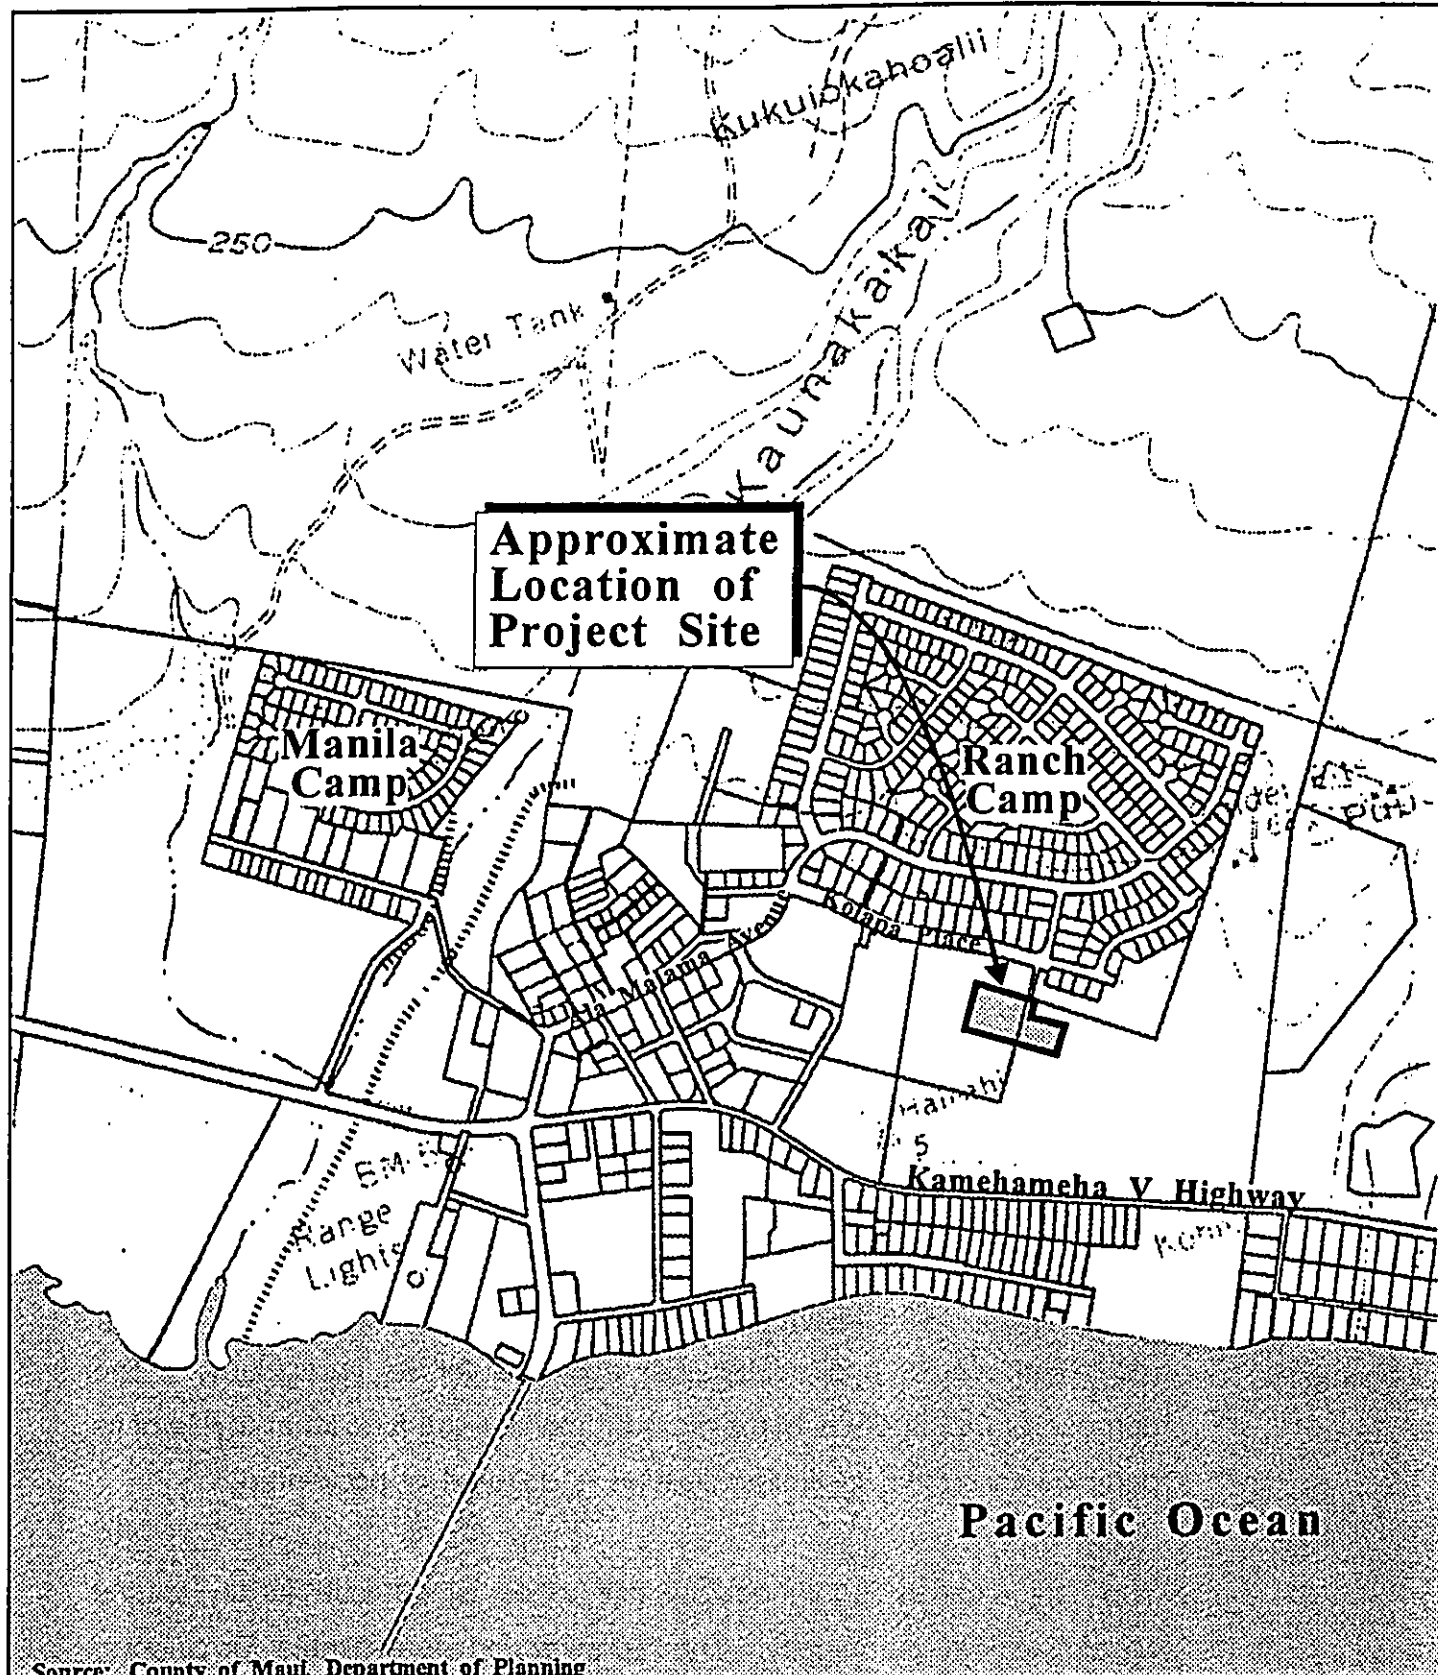 Kukuiokahoalii
250
Water Tank
Kaunakakai
Approximate
Location of
Project Site
Manila
Camp
Ranch
Camp
Kolapa Place
Ala Malama Avenue
5
Kamehameha V Highway
Range
Lights
Pacific Ocean
Source: County of Maui, Department of Planning